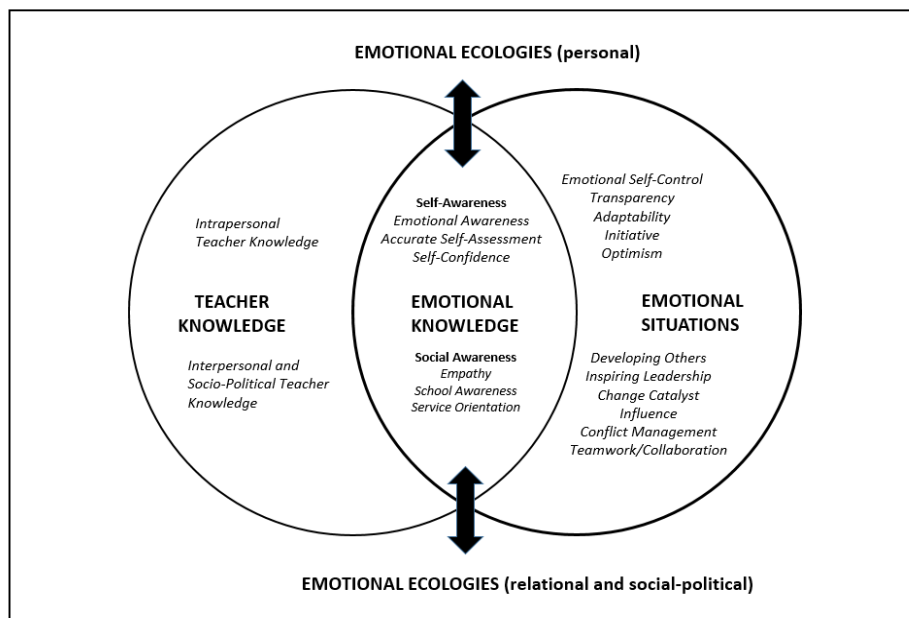 EMOTIONAL ECOLOGIES (personal)
Intrapersonal
Teacher Knowledge
TEACHER
KNOWLEDGE
Interpersonal and
Socio-Political Teacher
Knowledge
Self-Awareness
Emotional Awareness
Accurate Self-Assessment
Self-Confidence
EMOTIONAL
KNOWLEDGE
Social Awareness
Empathy
School Awareness
Service Orientation
Emotional Self-Control
Transparency
Adaptability
Initiative
Optimism
EMOTIONAL
SITUATIONS
Developing Others
Inspiring Leadership
Change Catalyst
Influence
Conflict Management
Teamwork/Collaboration
EMOTIONAL ECOLOGIES (relational and social-political)